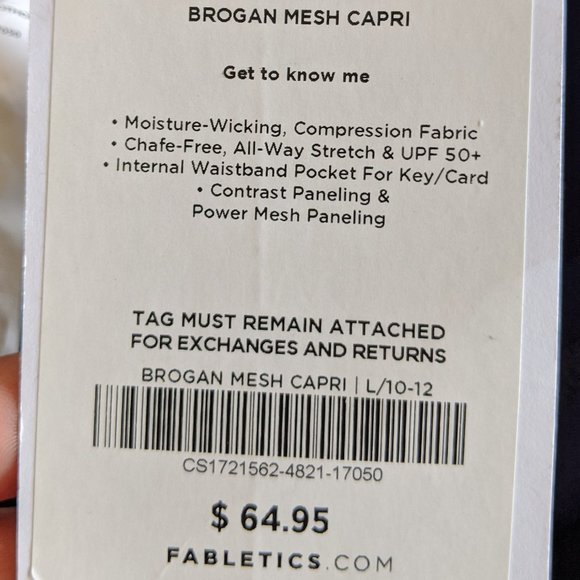 BROGAN MESH CAPRI
Get to know me
• Moisture-Wicking, Compression Fabric
• Chafe-Free, All-Way Stretch & UPF 50+
• Internal Waistband Pocket For Key/Card
• Contrast Paneling &
Power Mesh Paneling
TAG MUST REMAIN ATTACHED
FOR EXCHANGES AND RETURNS
BROGAN MESH CAPRI | L/10-12
CS1721562-4821-17050
$ 64.95
FABLETICS.COM